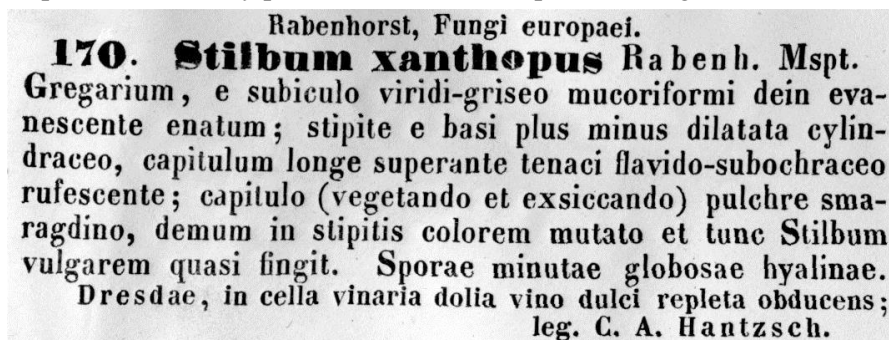 Rabenhorst, Fungi europaei.
170. Stilbum xanthopus Rabenh. Mspt.
Gregarium, e subiculo viridi-griseo mucoriformi dein eva-
nescente enatum; stipite e basi plus minus dilatata cylin-
draceo, capitulum longe superante tenaci flavido-subochraceo
rufescente; capitulo (vegetando et exsiccando) pulchre sma-
ragdino, demum in stipitis colorem mutato et tunc Stilbum
vulgarem quasi fingit. Sporae minutae globosae hyalinae.
Dresdae, in cella vinaria dolia vino dulci repleta obducens;
leg. C. A. Hantzsch.